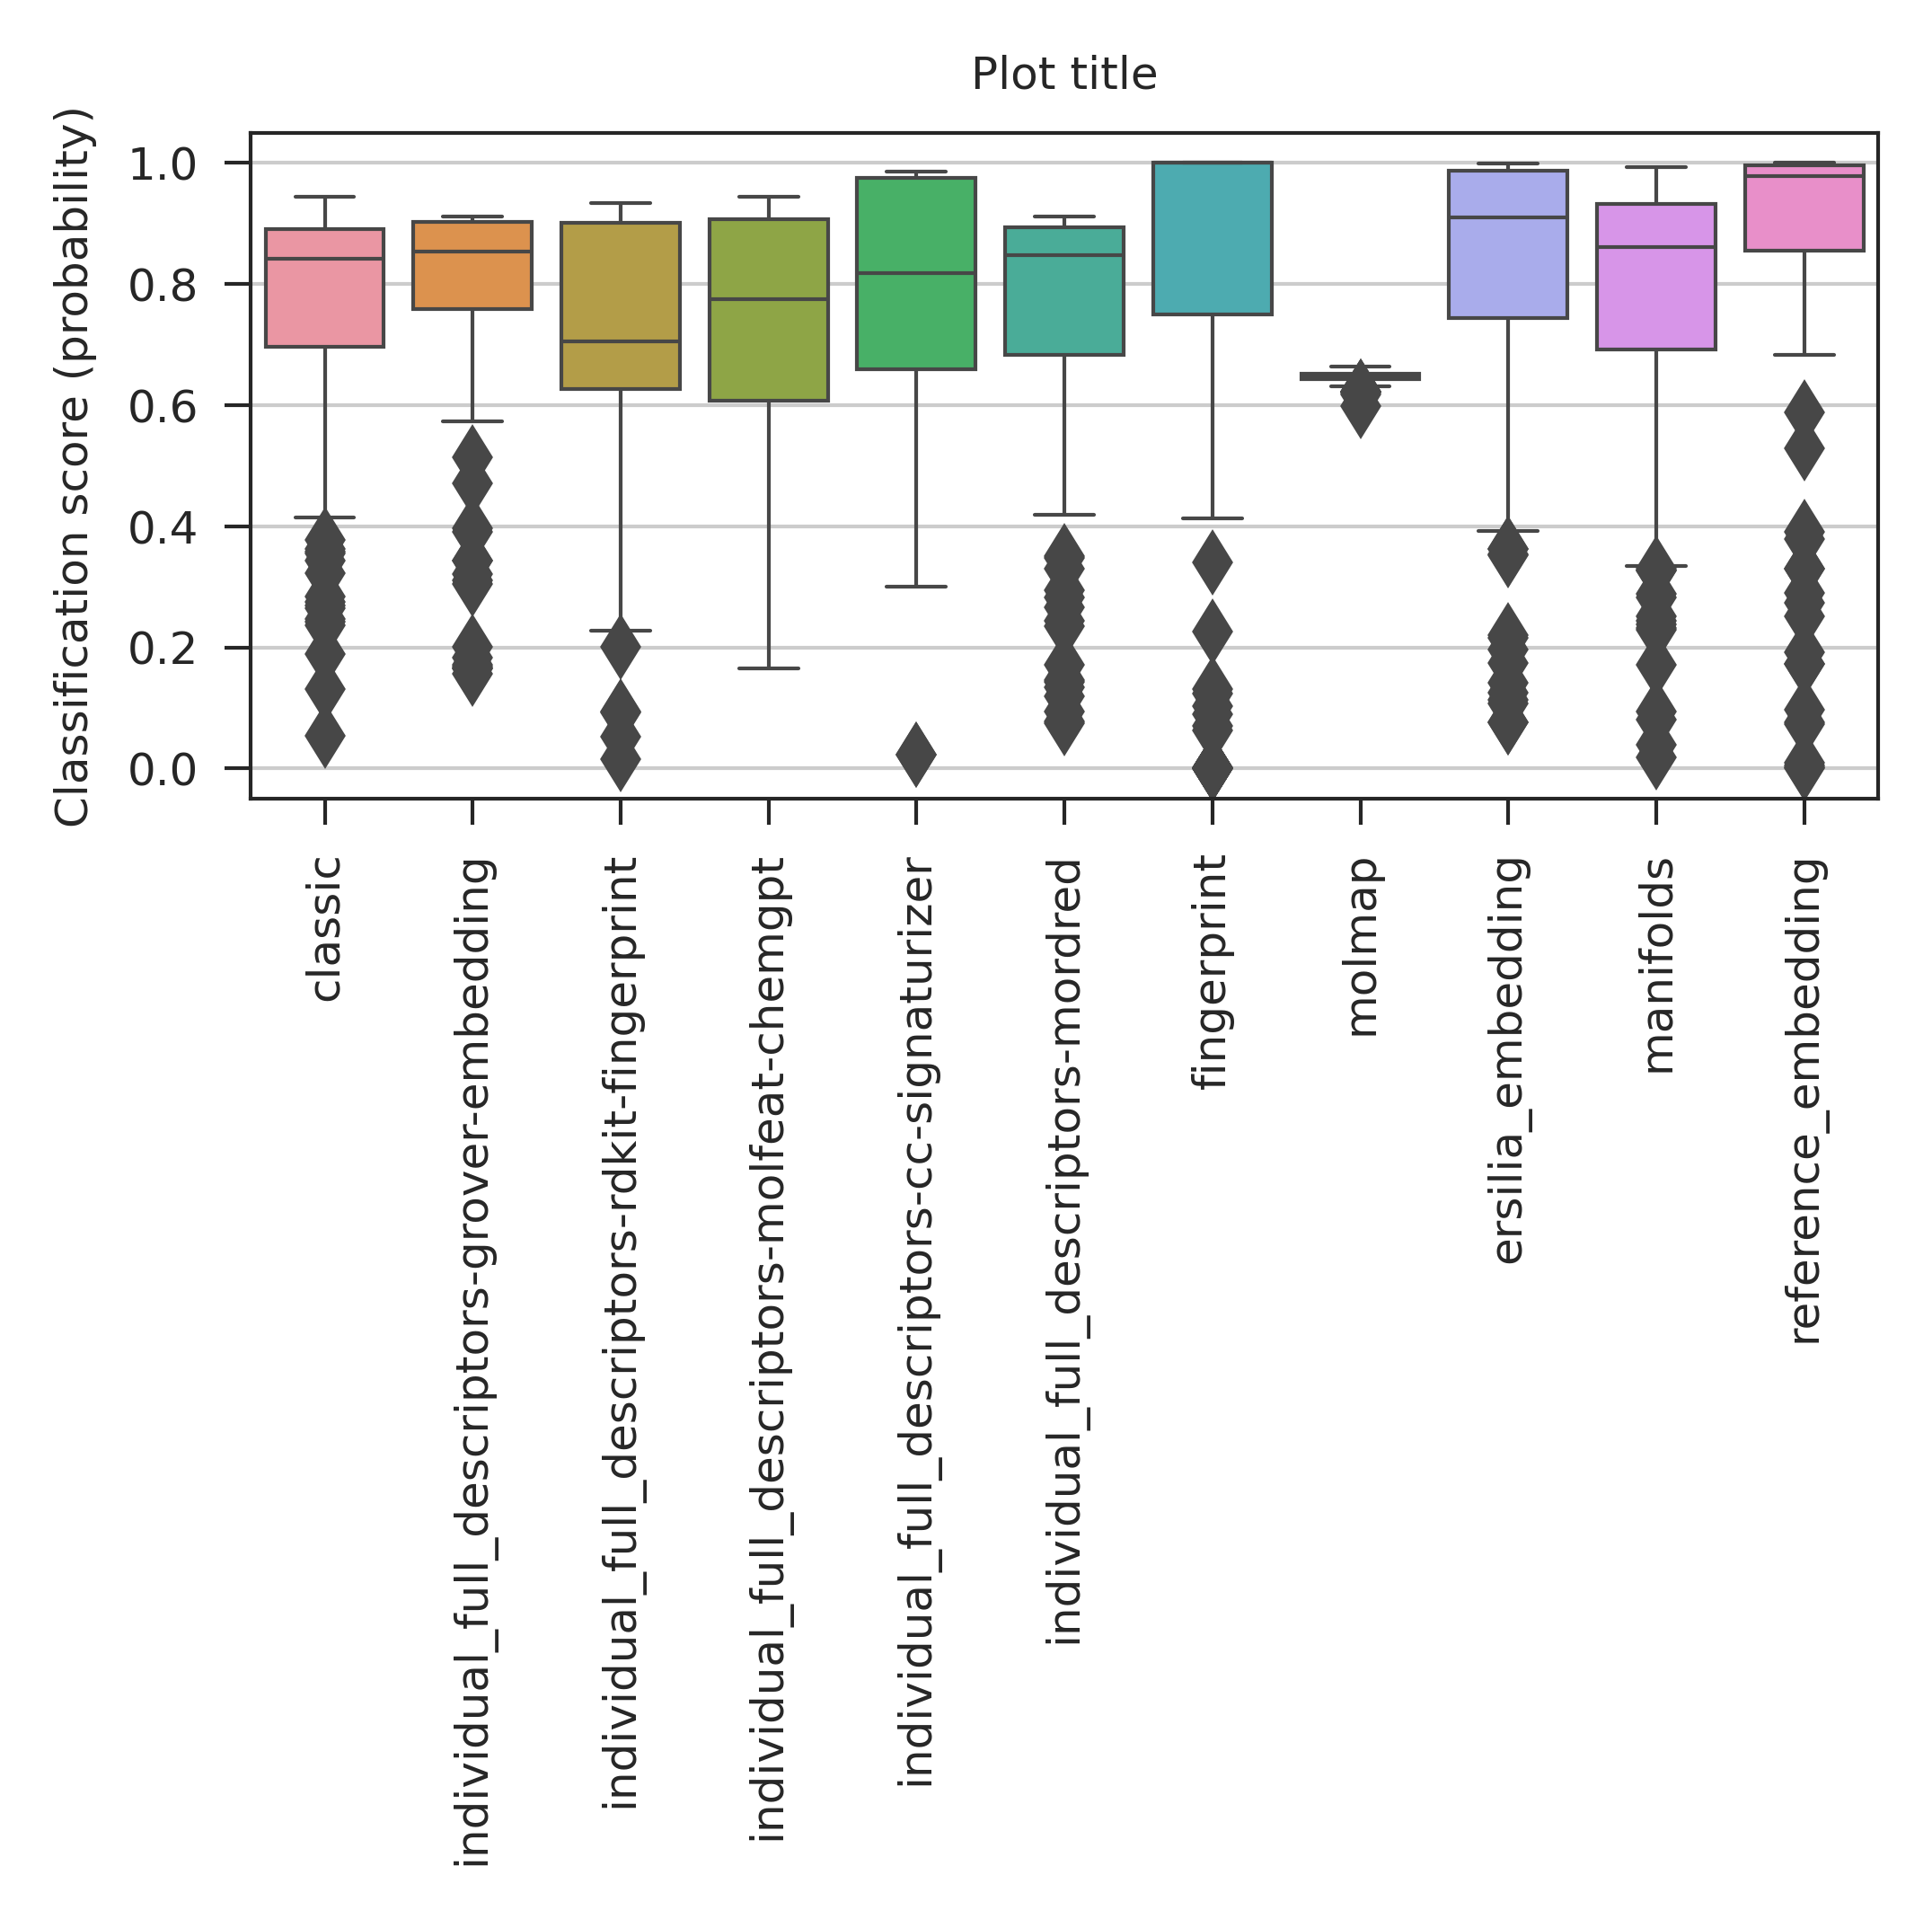 Plot title
Classification score (probability)
1.0
0.8
0.6
0.4
0.2
0.0
classic
individual_full_descriptors-grover-embedding
individual_full_descriptors-rdkit-fingerprint
individual_full_descriptors-molfeat-chemgpt
individual_full_descriptors-cc-signaturizer
individual_full_descriptors-mordred
fingerprint
molmap
ersilia_embedding
manifolds
reference_embedding